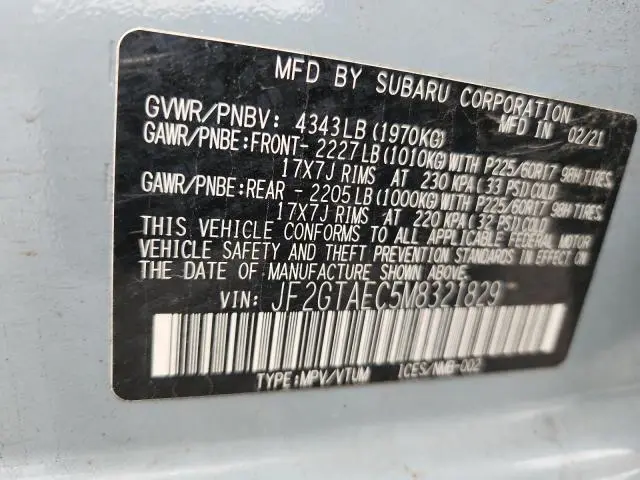 MFD BY SUBARU CORPORATION
MFD IN 02/21
GVWR/PNBV: 4343LB (1970KG)
GAWR/PNBE:FRONT- 2227LB (1010KG) WITH P225/60R17 98H TIRES
17X7J RIMS AT 230 KPA (33 PSI) COLD
GAWR/PNBE:REAR - 2205LB (1000KG) WITH P225/60R17 98H TIRES
17X7J RIMS AT 220 KPA (32 PSI) COLD
THIS VEHICLE CONFORMS TO ALL APPLICABLE FEDERAL MOTOR
VEHICLE SAFETY AND THEFT PREVENTION STANDARDS IN EFFECT ON
THE DATE OF MANUFACTURE SHOWN ABOVE.
VIN: JF2GTAEC5M8321829
TYPE:MPV/VTUM ICES/NMB-002